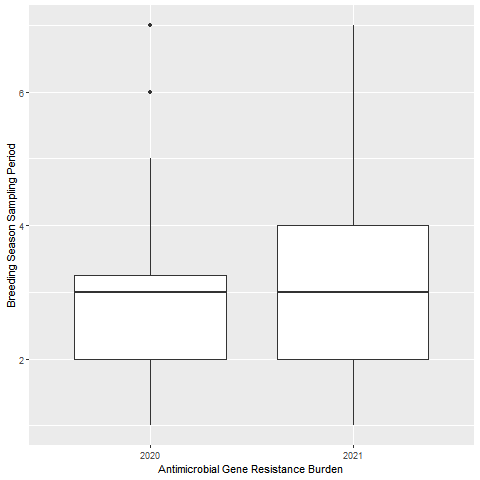 Breeding Season Sampling Period
6
4
2
2020 2021
Antimicrobial Gene Resistance Burden